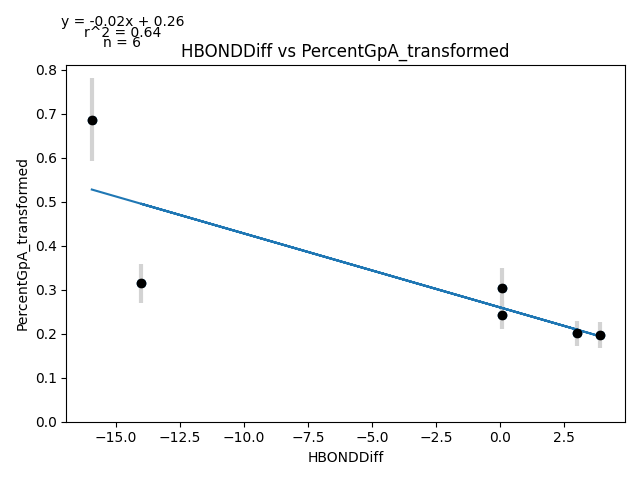 y = -0.02x + 0.26
r^2 = 0.64
n = 6
HBONDDiff vs PercentGpA_transformed
PercentGpA_transformed
0.8
0.7
0.6
0.5
0.4
0.3
0.2
0.1
0.0
−15.0 −12.5 −10.0 −7.5 −5.0 −2.5 0.0 2.5
HBONDDiff